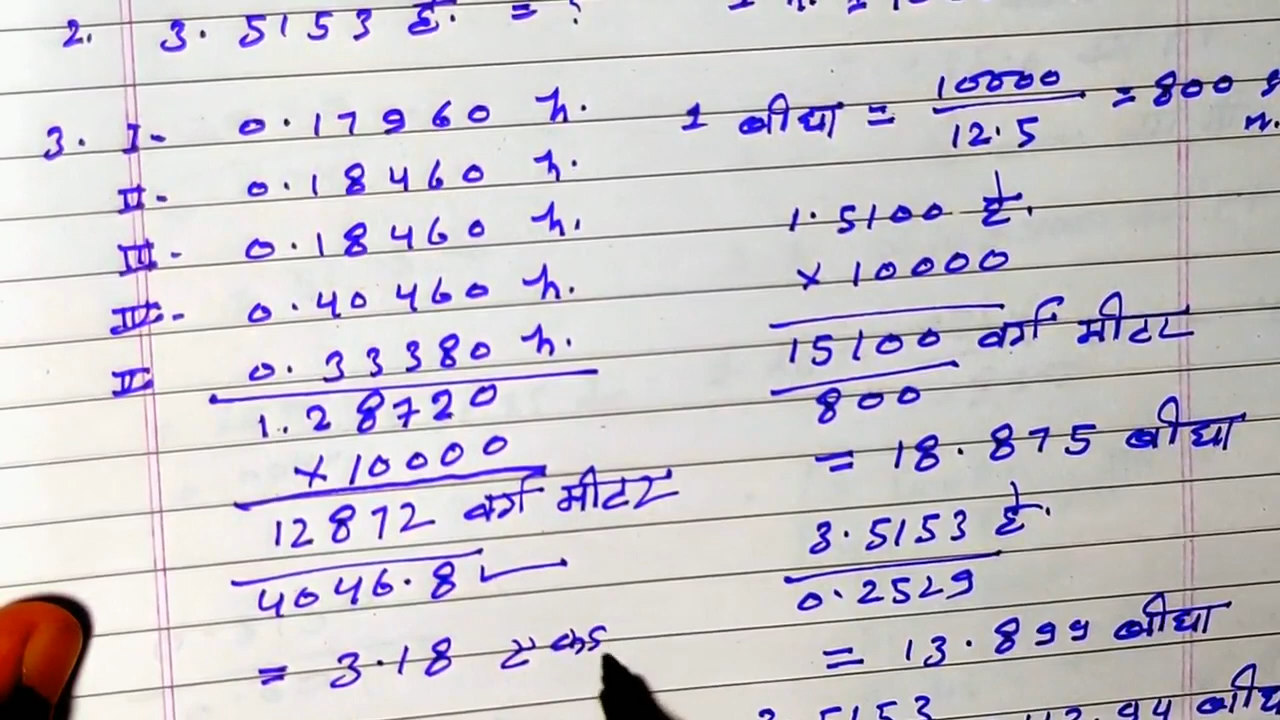 2. 3.5153 हे. = ?
3. I- 0.17960 h.
II- 0.18460 h.
III- 0.18460 h.
0.40460 h.
0.33380 h.
1.28720
×10000
12872 वर्ग मीटर
4046.8
= 3.18 एकड
1 बीघा = 10000 = 800
12.5
1.5100 हे.
×10000
15100 वर्ग मीटर
800
= 18.875 बीघा
3.5153 हे.
0.2529
= 13.899 बीघा